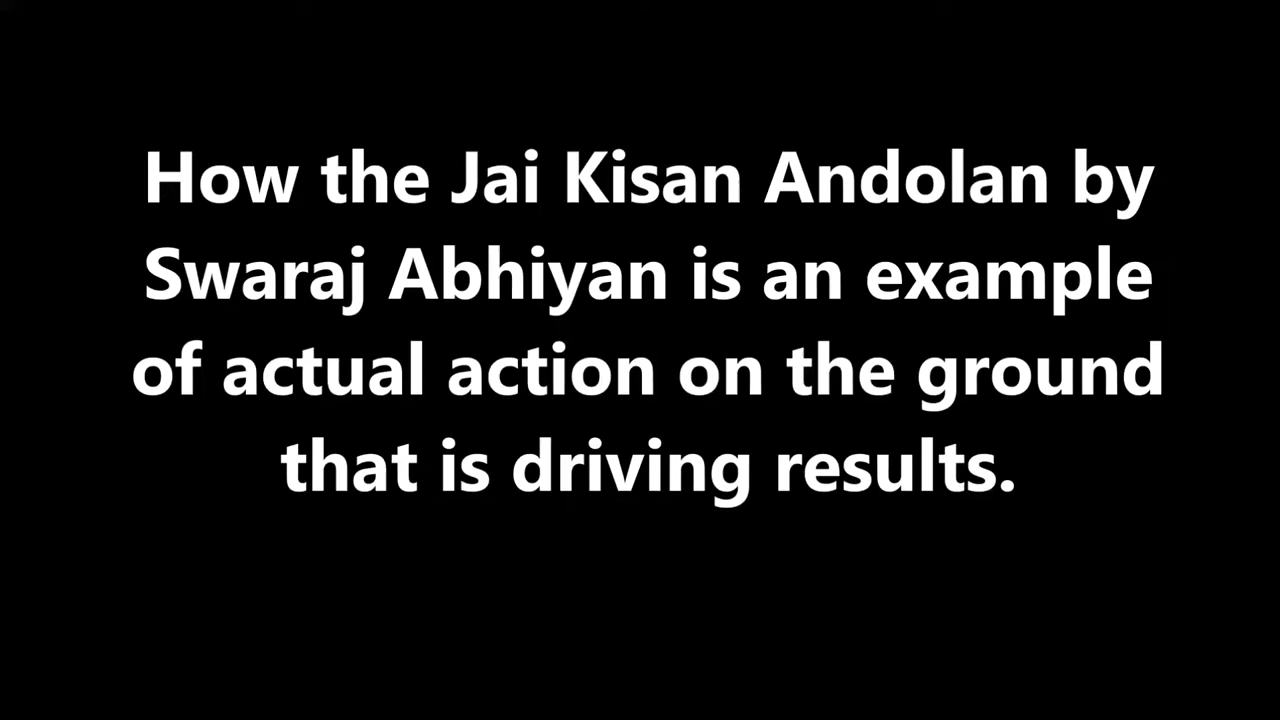 How the Jai Kisan Andolan by
Swaraj Abhiyan is an example
of actual action on the ground
that is driving results.